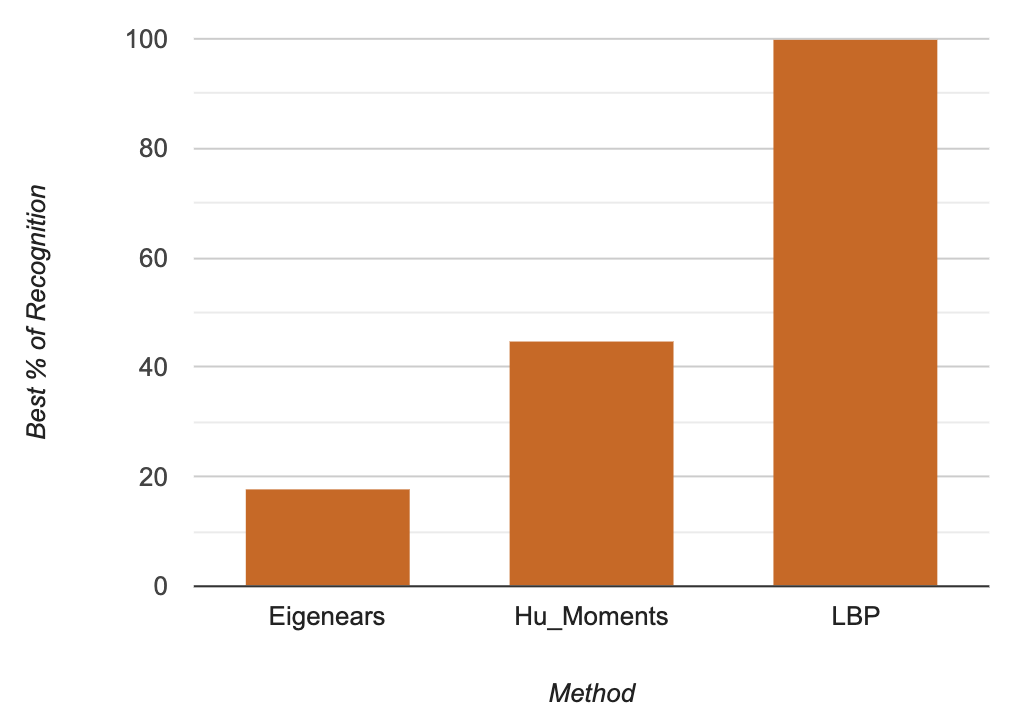 Best % of Recognition
100
80
60
40
20
0
Eigenears Hu_Moments LBP
Method